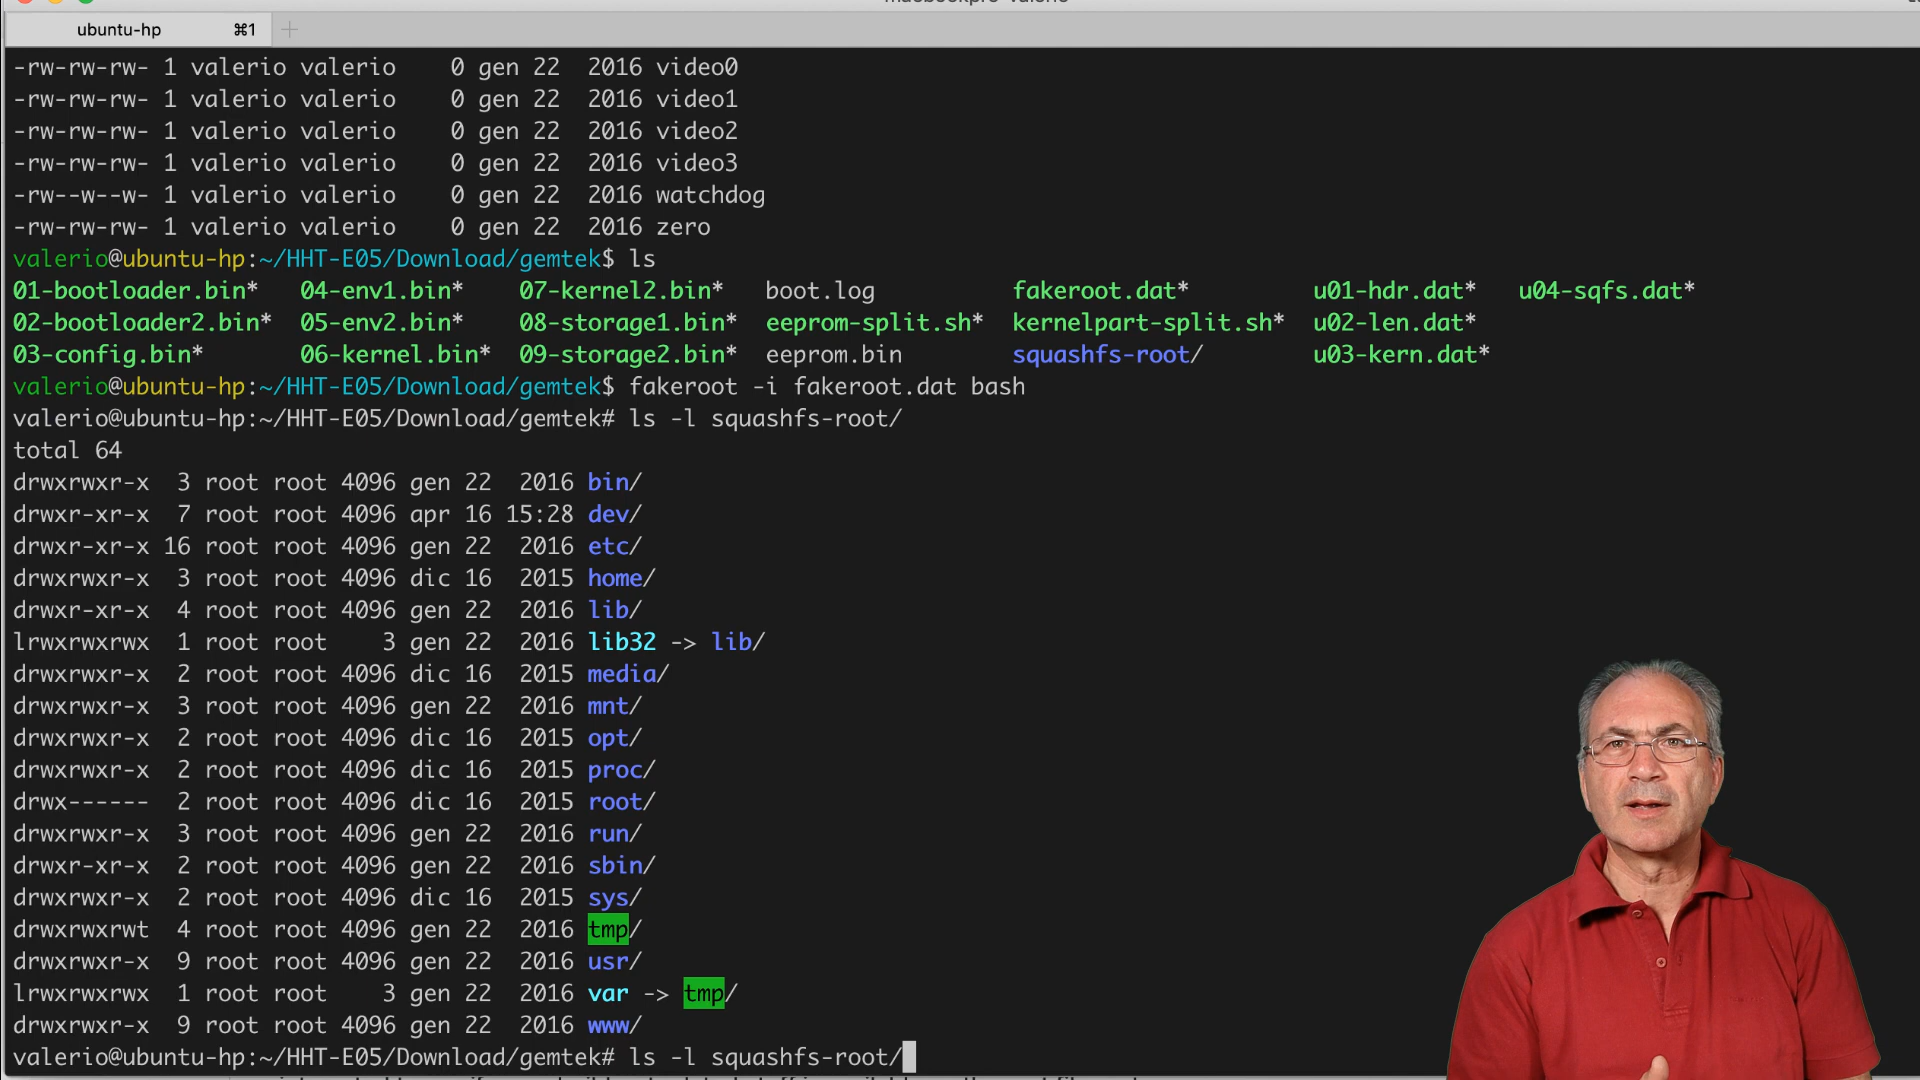 ubuntu-hp ⌘1 +
-rw-rw-rw- 1 valerio valerio    0 gen 22  2016 video0
-rw-rw-rw- 1 valerio valerio    0 gen 22  2016 video1
-rw-rw-rw- 1 valerio valerio    0 gen 22  2016 video2
-rw-rw-rw- 1 valerio valerio    0 gen 22  2016 video3
-rw--w--w- 1 valerio valerio    0 gen 22  2016 watchdog
-rw-rw-rw- 1 valerio valerio    0 gen 22  2016 zero
valerio@ubuntu-hp:~/HHT-E05/Download/gemtek$ ls
01-bootloader.bin*   04-env1.bin*    07-kernel2.bin*   boot.log          fakeroot.dat*          u01-hdr.dat*   u04-sqfs.dat*
02-bootloader2.bin*  05-env2.bin*    08-storage1.bin*  eeprom-split.sh*  kernelpart-split.sh*  u02-len.dat*
03-config.bin*       06-kernel.bin*  09-storage2.bin*  eeprom.bin        squashfs-root/        u03-kern.dat*
valerio@ubuntu-hp:~/HHT-E05/Download/gemtek$ fakeroot -i fakeroot.dat bash
valerio@ubuntu-hp:~/HHT-E05/Download/gemtek# ls -l squashfs-root/
total 64
drwxrwxr-x  3 root root 4096 gen 22  2016 bin/
drwxr-xr-x  7 root root 4096 apr 16 15:28 dev/
drwxr-xr-x 16 root root 4096 gen 22  2016 etc/
drwxrwxr-x  3 root root 4096 dic 16  2015 home/
drwxr-xr-x  4 root root 4096 gen 22  2016 lib/
lrwxrwxrwx  1 root root    3 gen 22  2016 lib32 -> lib/
drwxrwxr-x  2 root root 4096 dic 16  2015 media/
drwxrwxr-x  3 root root 4096 gen 22  2016 mnt/
drwxrwxr-x  2 root root 4096 dic 16  2015 opt/
drwxrwxr-x  2 root root 4096 dic 16  2015 proc/
drwx------  2 root root 4096 dic 16  2015 root/
drwxrwxr-x  3 root root 4096 gen 22  2016 run/
drwxr-xr-x  2 root root 4096 gen 22  2016 sbin/
drwxrwxr-x  2 root root 4096 dic 16  2015 sys/
drwxrwxrwt  4 root root 4096 gen 22  2016 tmp/
drwxrwxr-x  9 root root 4096 gen 22  2016 usr/
lrwxrwxrwx  1 root root    3 gen 22  2016 var -> tmp/
drwxrwxr-x  9 root root 4096 gen 22  2016 www/
valerio@ubuntu-hp:~/HHT-E05/Download/gemtek# ls -l squashfs-root/